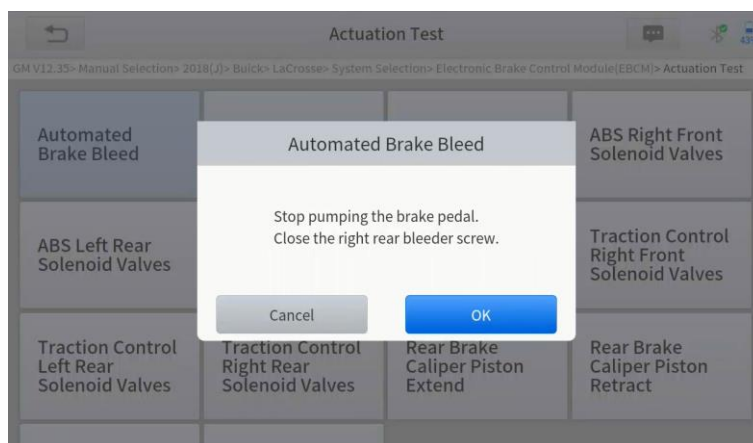 Actuation Test
GM V12.35> Manual Selection> 2018(J)> Buick> LaCrosse> System Selection> Electronic Brake Control Module(EBCM)> Actuation Test
Automated
Brake Bleed
ABS Right Front
Solenoid Valves
Automated Brake Bleed
Stop pumping the brake pedal.
Close the right rear bleeder screw.
Cancel
OK
ABS Left Rear
Solenoid Valves
Traction Control
Right Front
Solenoid Valves
Traction Control
Left Rear
Solenoid Valves
Traction Control
Right Rear
Solenoid Valves
Rear Brake
Caliper Piston
Extend
Rear Brake
Caliper Piston
Retract